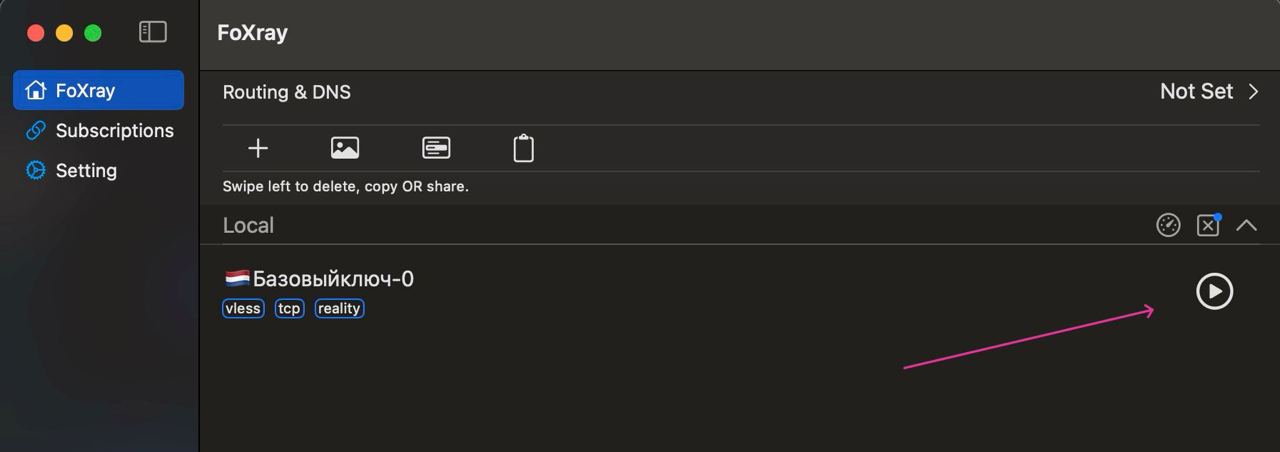 FoXray
FoXray
Subscriptions
Setting
Routing & DNS
Not Set
Swipe left to delete, copy OR share.
Local
Базовыйключ-0
vless tcp reality